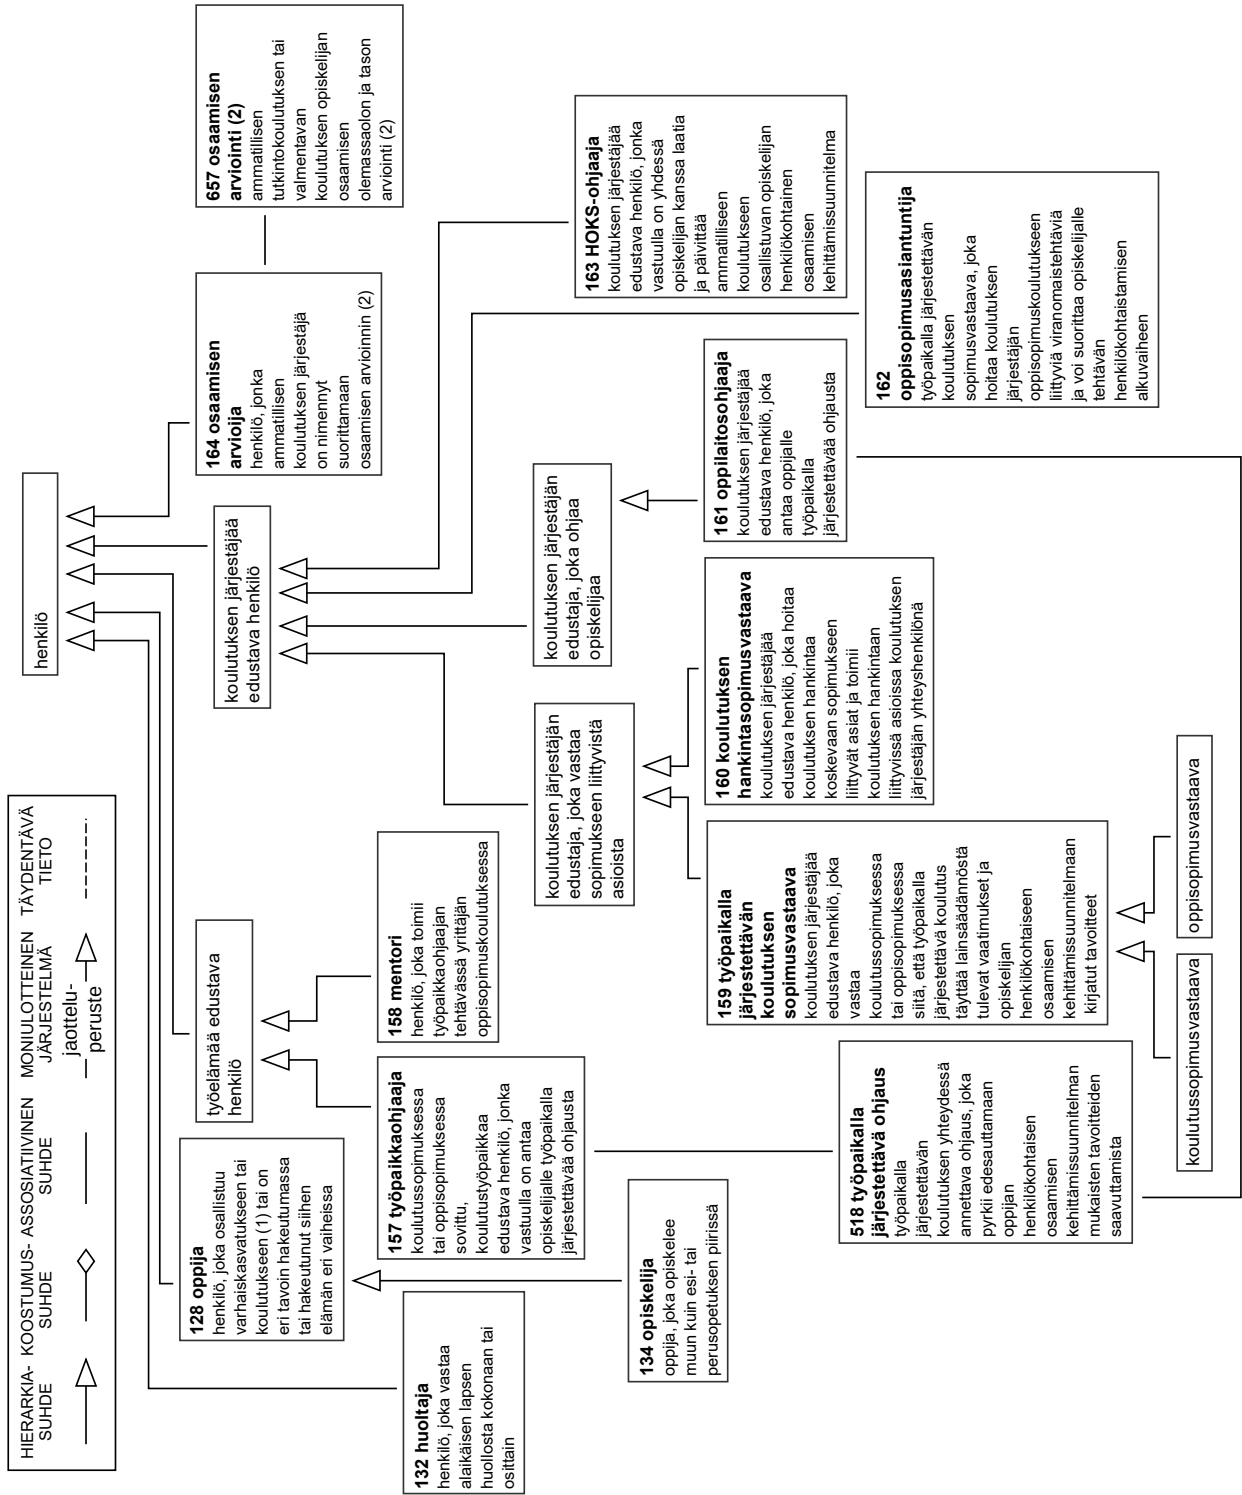 HIERARKIA-
SUHDE
KOOSTUMUS-
SUHDE
ASSOSIATIIVINEN
SUHDE
MONIULOTTEINEN
JÄRJESTELMÄ
jaottelu-
peruste
TÄYDENTÄVÄ
TIETO
henkilö
132 huoltaja
henkilö, joka vastaa
alaikäisen lapsen
huollosta kokonaan tai
osittain
128 oppija
henkilö, joka osallistuu
varhaiskasvatukseen tai
koulutukseen (1) tai on
eri tavoin hakeutumassa
tai hakeutunut siihen
elämän eri vaiheissa
134 opiskelija
oppija, joka opiskelee
muun kuin esi- tai
perusopetuksen piirissä
työelämää edustava
henkilö
157 työpaikkaohjaaja
koulutussopimuksessa
tai oppisopimuksessa
sovittu,
koulutustyöpaikkaa
edustava henkilö, jonka
vastuulla on antaa
opiskelijalle työpaikalla
järjestettävää ohjausta
158 mentori
henkilö, joka toimii
työpaikkaohjaajan
tehtävässä yrittäjän
oppisopimuskoulutuksessa
518 työpaikalla
järjestettävä ohjaus
työpaikalla
järjestettävän
koulutuksen yhteydessä
annettava ohjaus, joka
pyrkii edesauttamaan
oppijan
henkilökohtaisen
osaamisen
kehittämissuunnitelman
mukaisten tavoitteiden
saavuttamista
koulutuksen järjestäjää
edustava henkilö
koulutuksen järjestäjän
edustaja, joka vastaa
sopimukseen liittyvistä
asioista
159 työpaikalla
järjestettävän
koulutuksen
sopimusvastaava
koulutuksen järjestäjää
edustava henkilö, joka
vastaa
koulutussopimuksessa
tai oppisopimuksessa
siitä, että työpaikalla
järjestettävä koulutus
täyttää lainsäädännöstä
tulevat vaatimukset ja
opiskelijan
henkilökohtaiseen
osaamisen
kehittämissuunnitelmaan
kirjatut tavoitteet
koulutussopimusvastaava
oppisopimusvastaava
160 koulutuksen
hankintasopimusvastaava
koulutuksen järjestäjää
edustava henkilö, joka hoitaa
koulutuksen hankintaa
koskevaan sopimukseen
liittyvät asiat ja toimii
koulutuksen hankintaan
liittyvissä asioissa koulutuksen
järjestäjän yhteyshenkilönä
koulutuksen järjestäjän
edustaja, joka ohjaa
opiskelijaa
161 oppilaitosohjaaja
koulutuksen järjestäjää
edustava henkilö, joka
antaa oppijalle
työpaikalla
järjestettävää ohjausta
162
oppisopimusasiantuntija
työpaikalla järjestettävän
koulutuksen
sopimusvastaava, joka
hoitaa koulutuksen
järjestäjän
oppisopimuskoulutukseen
liittyviä viranomaistehtäviä
ja voi suorittaa opiskelijalle
tehtävän
henkilökohtaistamisen
alkuvaiheen
163 HOKS-ohjaaja
koulutuksen järjestäjää
edustava henkilö, jonka
vastuulla on yhdessä
opiskelijan kanssa laatia
ja päivittää
ammatilliseen
koulutukseen
osallistuvan opiskelijan
henkilökohtainen
osaamisen
kehittämissuunnitelma
164 osaamisen
arvioija
henkilö, jonka
ammatillisen
koulutuksen järjestäjä
on nimennyt
suorittamaan
osaamisen arvioinnin (2)
657 osaamisen
arviointi (2)
ammatillisen
tutkintokoulutuksen tai
valmentavan
koulutuksen opiskelijan
osaamisen
olemassaolon ja tason
arviointi (2)